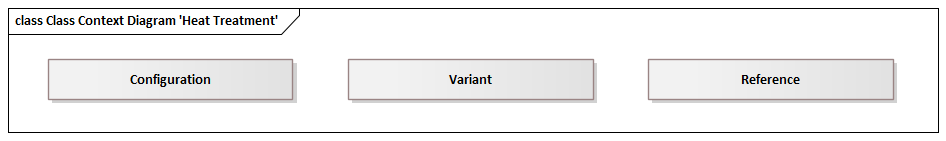 class Class Context Diagram 'Heat Treatment'
Configuration
Variant
Reference